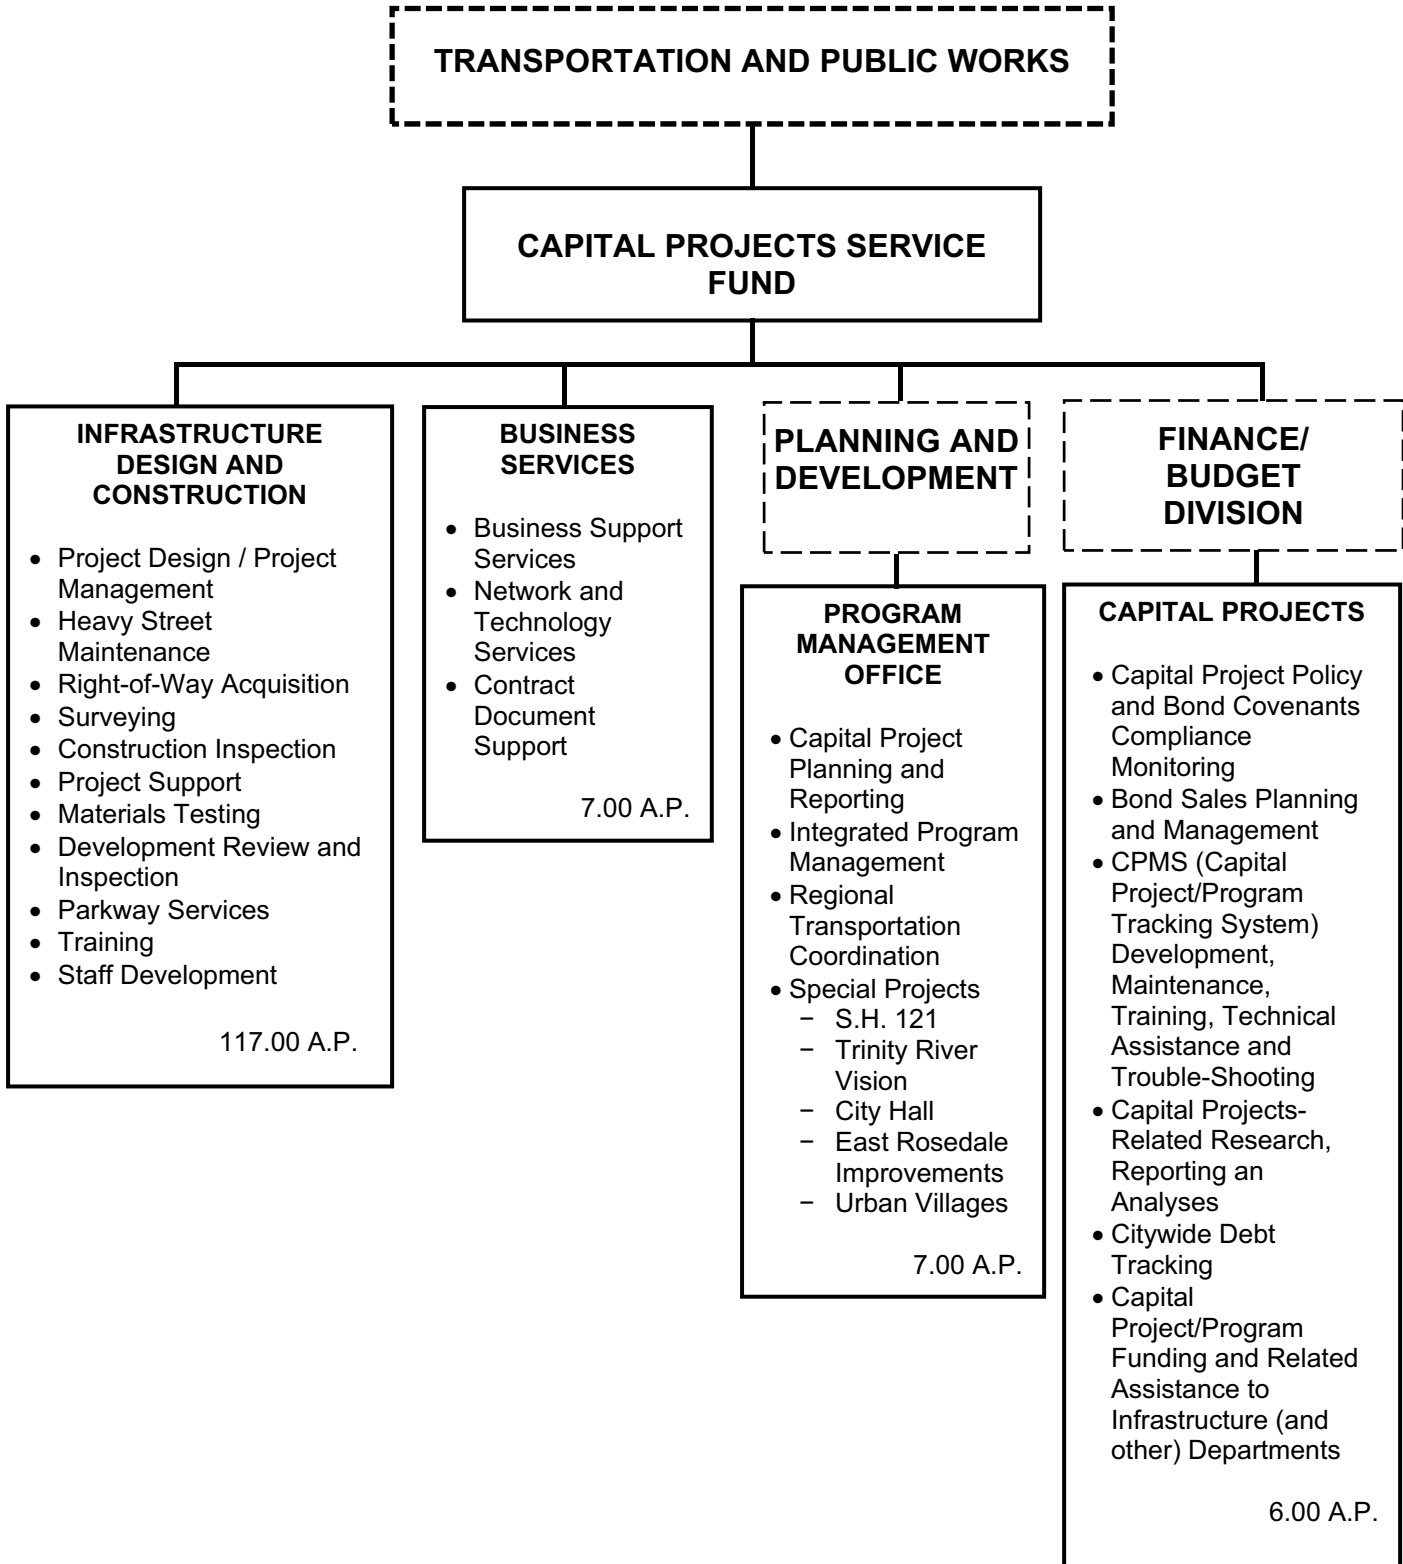 TRANSPORTATION AND PUBLIC WORKS
CAPITAL PROJECTS SERVICE
FUND
INFRASTRUCTURE
DESIGN AND
CONSTRUCTION
• Project Design / Project
Management
• Heavy Street
Maintenance
• Right-of-Way Acquisition
• Surveying
• Construction Inspection
• Project Support
• Materials Testing
• Development Review and
Inspection
• Parkway Services
• Training
• Staff Development
117.00 A.P.
BUSINESS
SERVICES
• Business Support
Services
• Network and
Technology
Services
• Contract
Document
Support
7.00 A.P.
PLANNING AND
DEVELOPMENT
PROGRAM
MANAGEMENT
OFFICE
• Capital Project
Planning and
Reporting
• Integrated Program
Management
• Regional
Transportation
Coordination
• Special Projects
− S.H. 121
− Trinity River
Vision
− City Hall
− East Rosedale
Improvements
− Urban Villages
7.00 A.P.
FINANCE/
BUDGET
DIVISION
CAPITAL PROJECTS
• Capital Project Policy
and Bond Covenants
Compliance
Monitoring
• Bond Sales Planning
and Management
• CPMS (Capital
Project/Program
Tracking System)
Development,
Maintenance,
Training, Technical
Assistance and
Trouble-Shooting
• Capital Projects-
Related Research,
Reporting an
Analyses
• Citywide Debt
Tracking
• Capital
Project/Program
Funding and Related
Assistance to
Infrastructure (and
other) Departments
6.00 A.P.